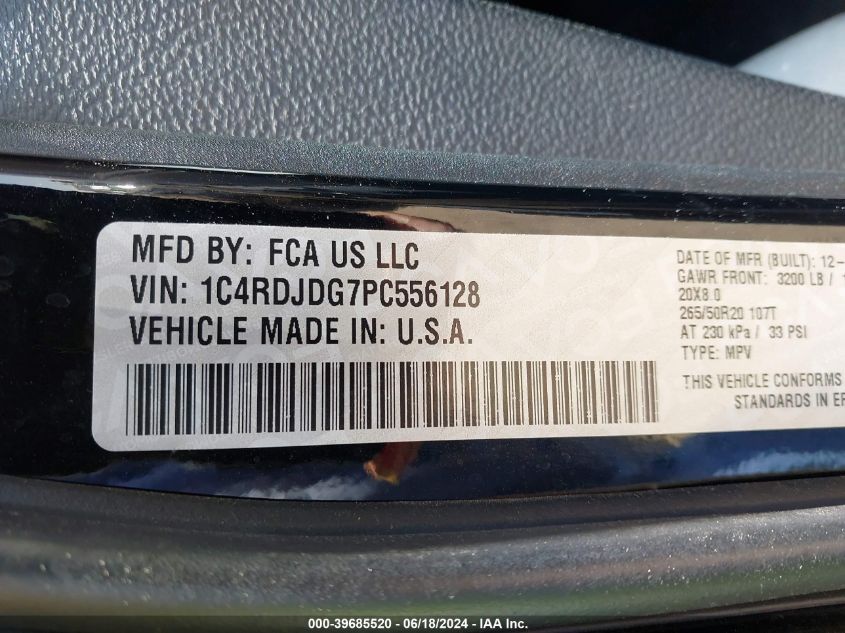 MFD BY: FCA US LLC
VIN: 1C4RDJDG7PC556128
VEHICLE MADE IN: U.S.A.
DATE OF MFR (BUILT): 12-
GAWR FRONT: 3200 LB /
20X8.0
265/50R20 107T
AT 230 kPa / 33 PSI
TYPE: MPV
THIS VEHICLE CONFORMS
STANDARDS IN
000-39685520 - 06/18/2024 - IAA Inc.